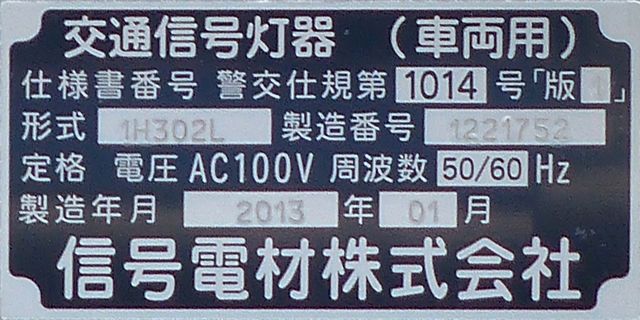 交通信号灯器 (車両用)
仕様書番号 警交仕規第 1014 号「版 1」
形式 1H302L 製造番号 1221752
定格 電圧 AC100V 周波数 50/60 Hz
製造年月 2013 年 01 月
信号電材株式会社